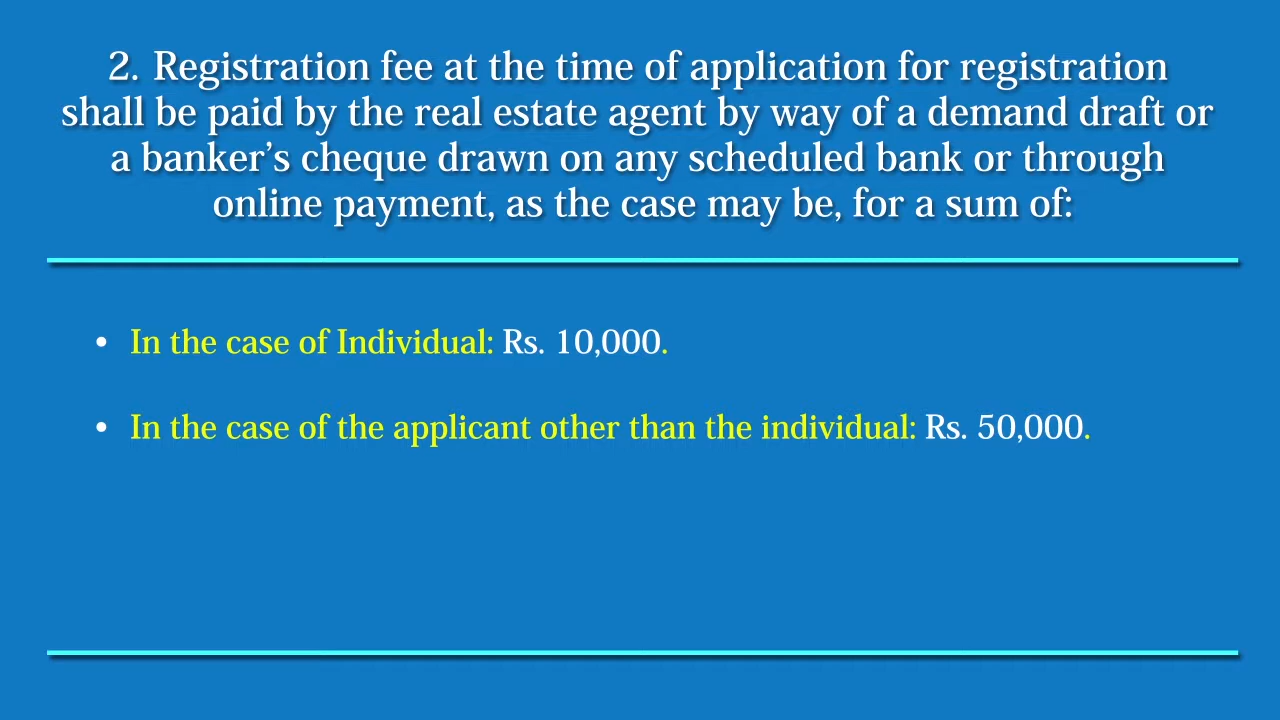 2. Registration fee at the time of application for registration
shall be paid by the real estate agent by way of a demand draft or
a banker’s cheque drawn on any scheduled bank or through
online payment, as the case may be, for a sum of:
• In the case of Individual: Rs. 10,000.
• In the case of the applicant other than the individual: Rs. 50,000.